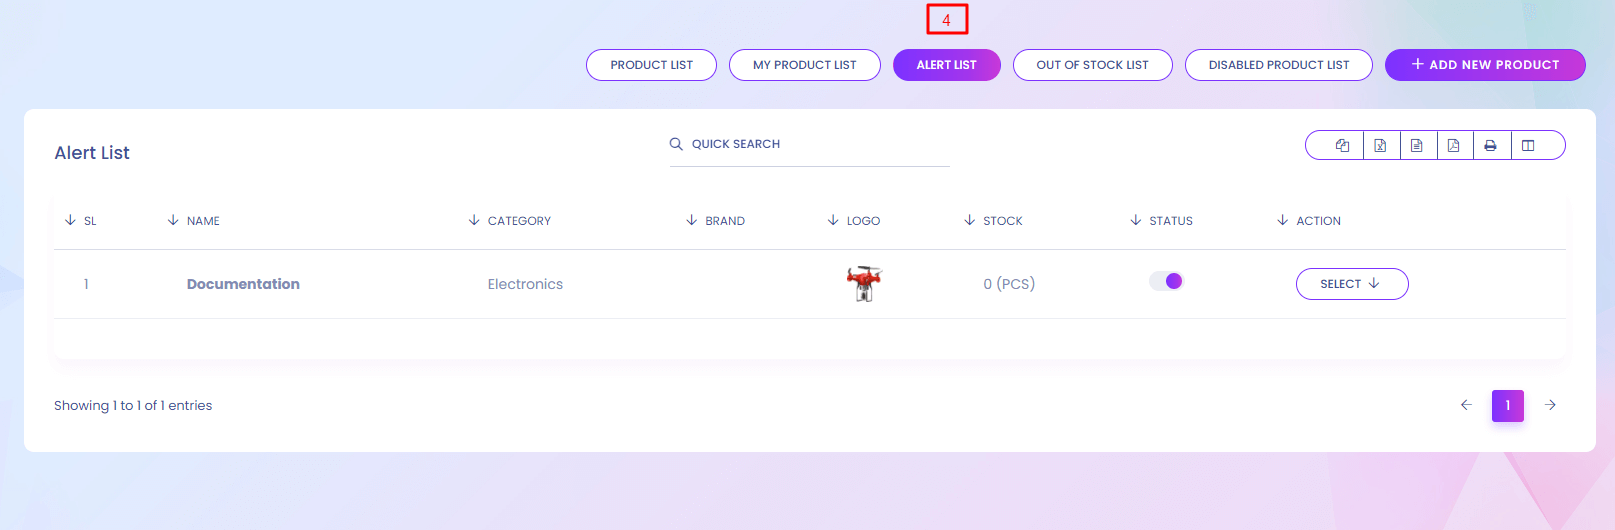 4
PRODUCT LIST MY PRODUCT LIST ALERT LIST OUT OF STOCK LIST DISABLED PRODUCT LIST + ADD NEW PRODUCT
Alert List QUICK SEARCH
SL NAME CATEGORY BRAND LOGO STOCK STATUS ACTION
1 Documentation Electronics 0 (PCS) SELECT
Showing 1 to 1 of 1 entries 1